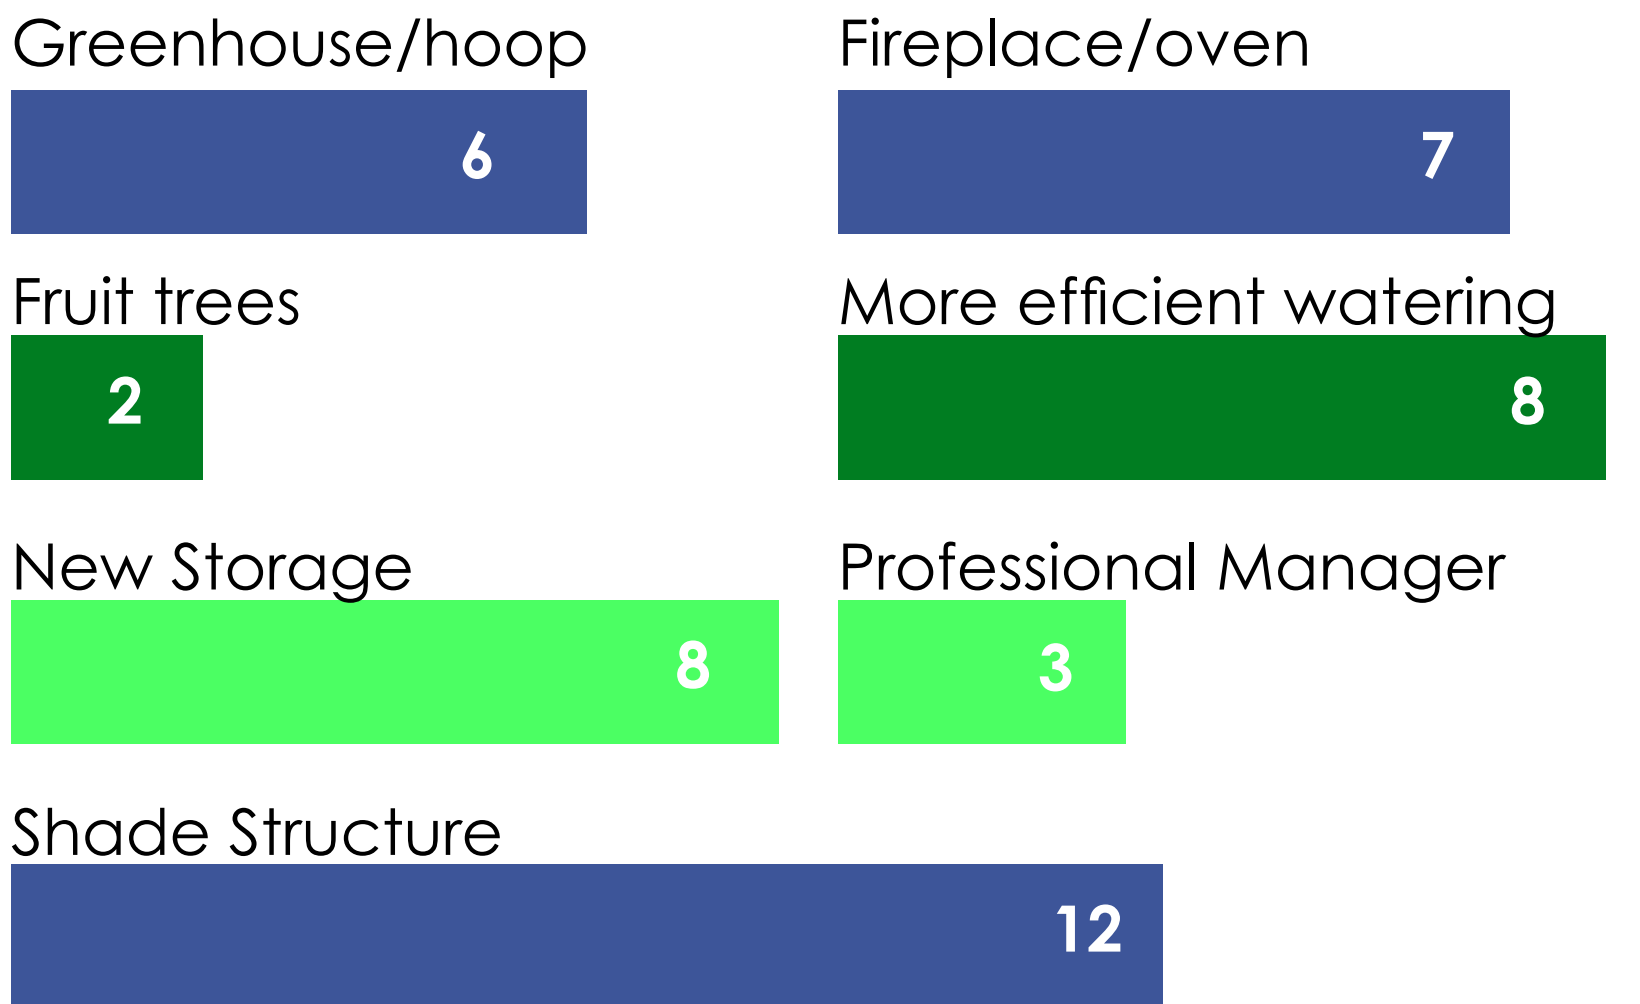 Greenhouse/hoop
6
Fireplace/oven
7
Fruit trees
2
More efficient watering
8
New Storage
8
Professional Manager
3
Shade Structure
12